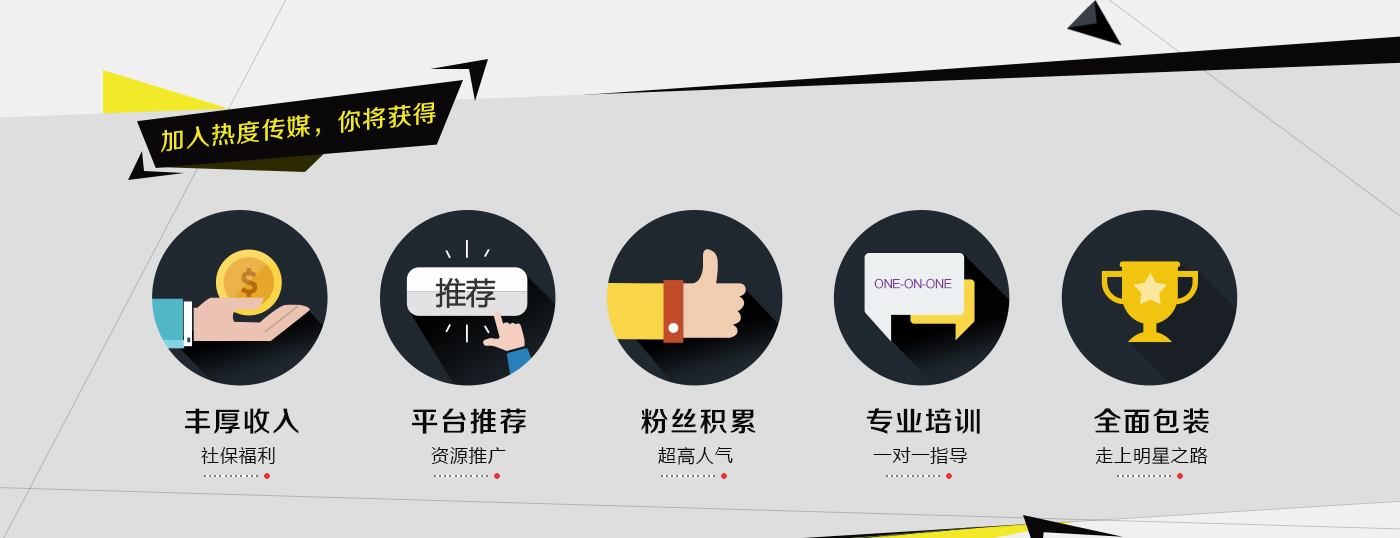 加入热度传媒，你将获得
$
推荐
ONE-ON-ONE
丰厚收入
社保福利
平台推荐
资源推广
粉丝积累
超高人气
专业培训
一对一指导
全面包装
走上明星之路